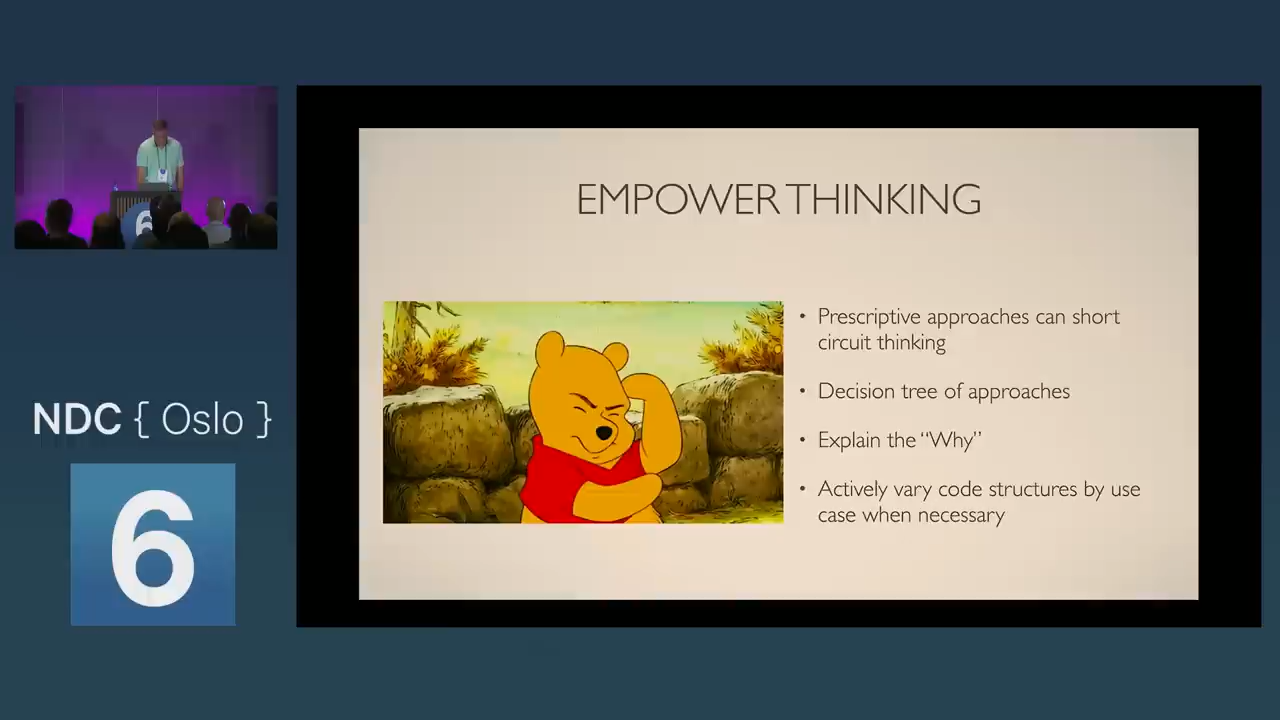 EMPOWER THINKING
• Prescriptive approaches can short
circuit thinking
• Decision tree of approaches
• Explain the “Why”
• Actively vary code structures by use
case when necessary
NDC { Oslo }
6
6